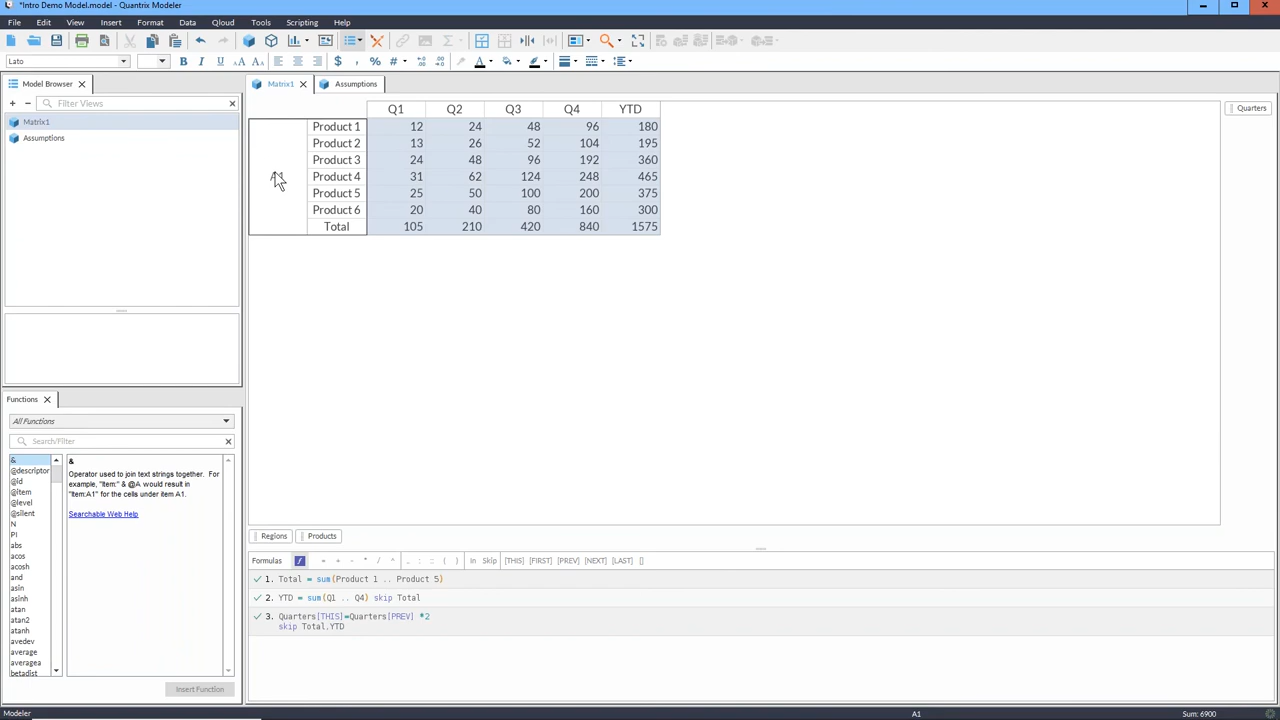 *Intro Demo Model.model - Quantrix Modeler
File Edit View Insert Format Data Qloud Tools Scripting Help
Lato B I U A A $ , % #
Model Browser
Matrix1 Assumptions
Filter Views
Matrix1
Assumptions
Q1 Q2 Q3 Q4 YTD
Quarters
Product 1 12 24 48 96 180
Product 2 13 26 52 104 195
Product 3 24 48 96 192 360
Product 4 31 62 124 248 465
Product 5 25 50 100 200 375
Product 6 20 40 80 160 300
Total 105 210 420 840 1575
Functions
All Functions
Search/Filter
&
@descriptor
@id
@item
@level
@silent
N
PI
abs
acos
acosh
and
asin
asinh
atan
atan2
atanh
avedev
average
averagea
betadist
&
Operator used to join text strings together. For
example, "Item:" & @A would result in
"Item:A1" for the cells under item A1.
Searchable Web Help
Insert Function
Regions Products
Formulas f + + - * / ^ .. : :: ( ) In Skip [THIS] [FIRST] [PREV] [NEXT] [LAST] []
1. Total = sum(Product 1 .. Product 5)
2. YTD = sum(Q1 .. Q4) skip Total
3. Quarters[THIS]=Quarters[PREV] *2
skip Total.YTD
Modeler A1 Sum: 6900